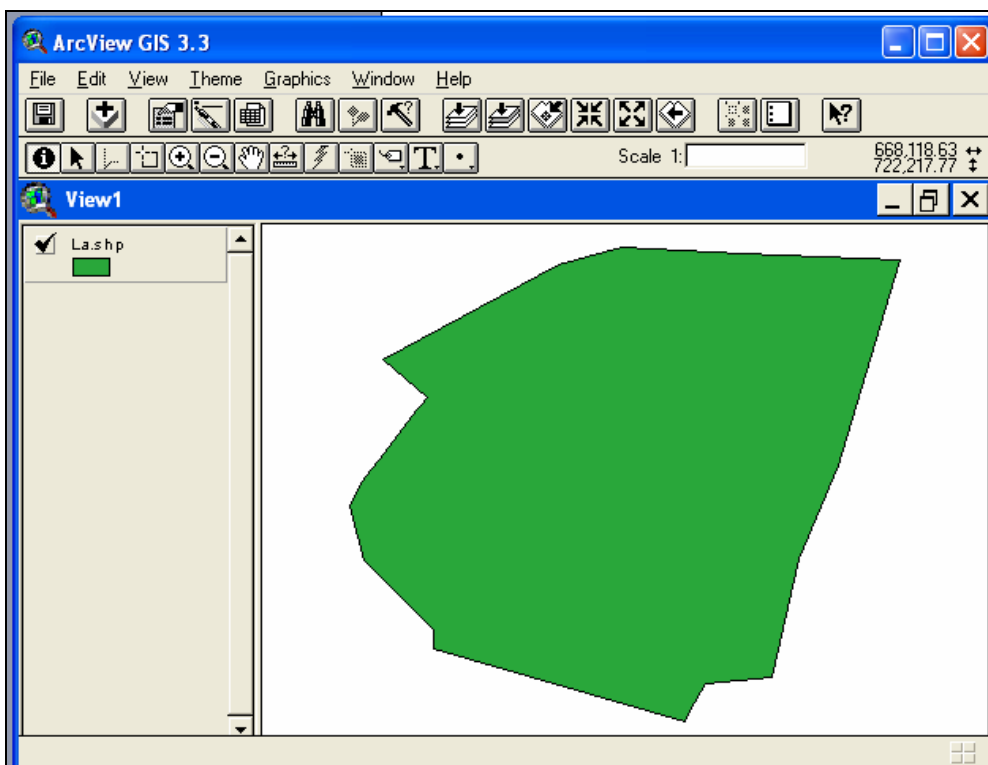 ArcView GIS 3.3
File Edit View Theme Graphics Window Help
T
Scale 1: 668,118.63
722,217.77
View1
La.shp